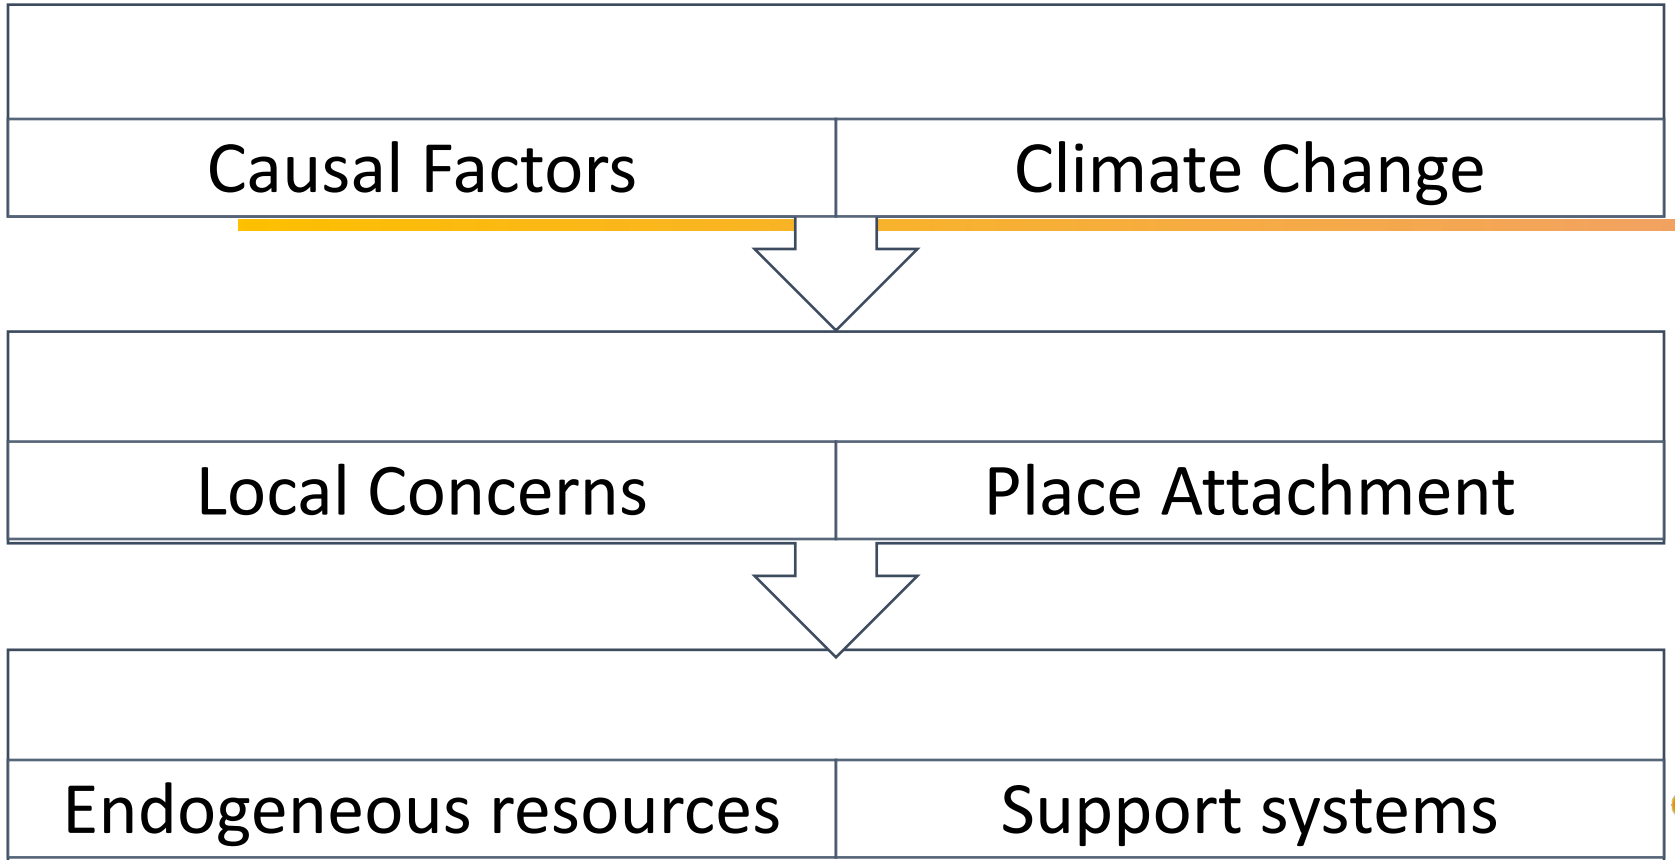 Causal Factors
Climate Change
Local Concerns
Place Attachment
Endogeneous resources
Support systems